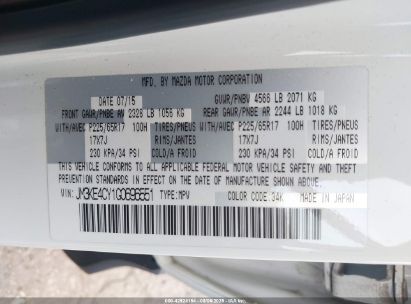 MFD. BY MAZDA MOTOR CORPORATION
DATE: 07/15 GVWR/PNBV 4566 LB 2071 KG
FRONT GAWR/PNBE AV 2328 LB 1056 KG REAR GAWR/PNBE AR 2244 LB 1018 KG
WITH/AVEC P225/65R17 100H TIRES/PNEUS WITH/AVEC P225/65R17 100H TIRES/PNEUS
17X7J RIMS/JANTES 17X7J RIMS/JANTES
230 KPA/34 PSI COLD/A FROID 230 KPA/34 PSI COLD/A FROID
THIS VEHICLE CONFORMS TO ALL APPLICABLE FEDERAL MOTOR VEHICLE SAFETY, BUMPER, AND THEFT PREVENTION STANDARDS IN EFFECT ON THE DATE OF MANUFACTURE SHOWN ABOVE.
VIN: TYPE:MPV COLOR CODE:34K MADE IN JAPAN